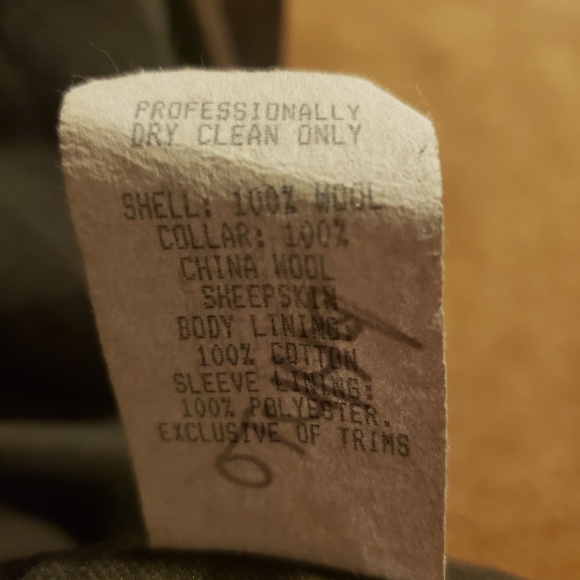 PROFESSIONALLY
DRY CLEAN ONLY
SHELL: 100% WOOL
COLLAR: 100%
CHINA WOOL
SHEEPSKIN
BODY LINING:
100% COTTON
SLEEVE LINING:
100% POLYESTER.
EXCLUSIVE OF TRIMS